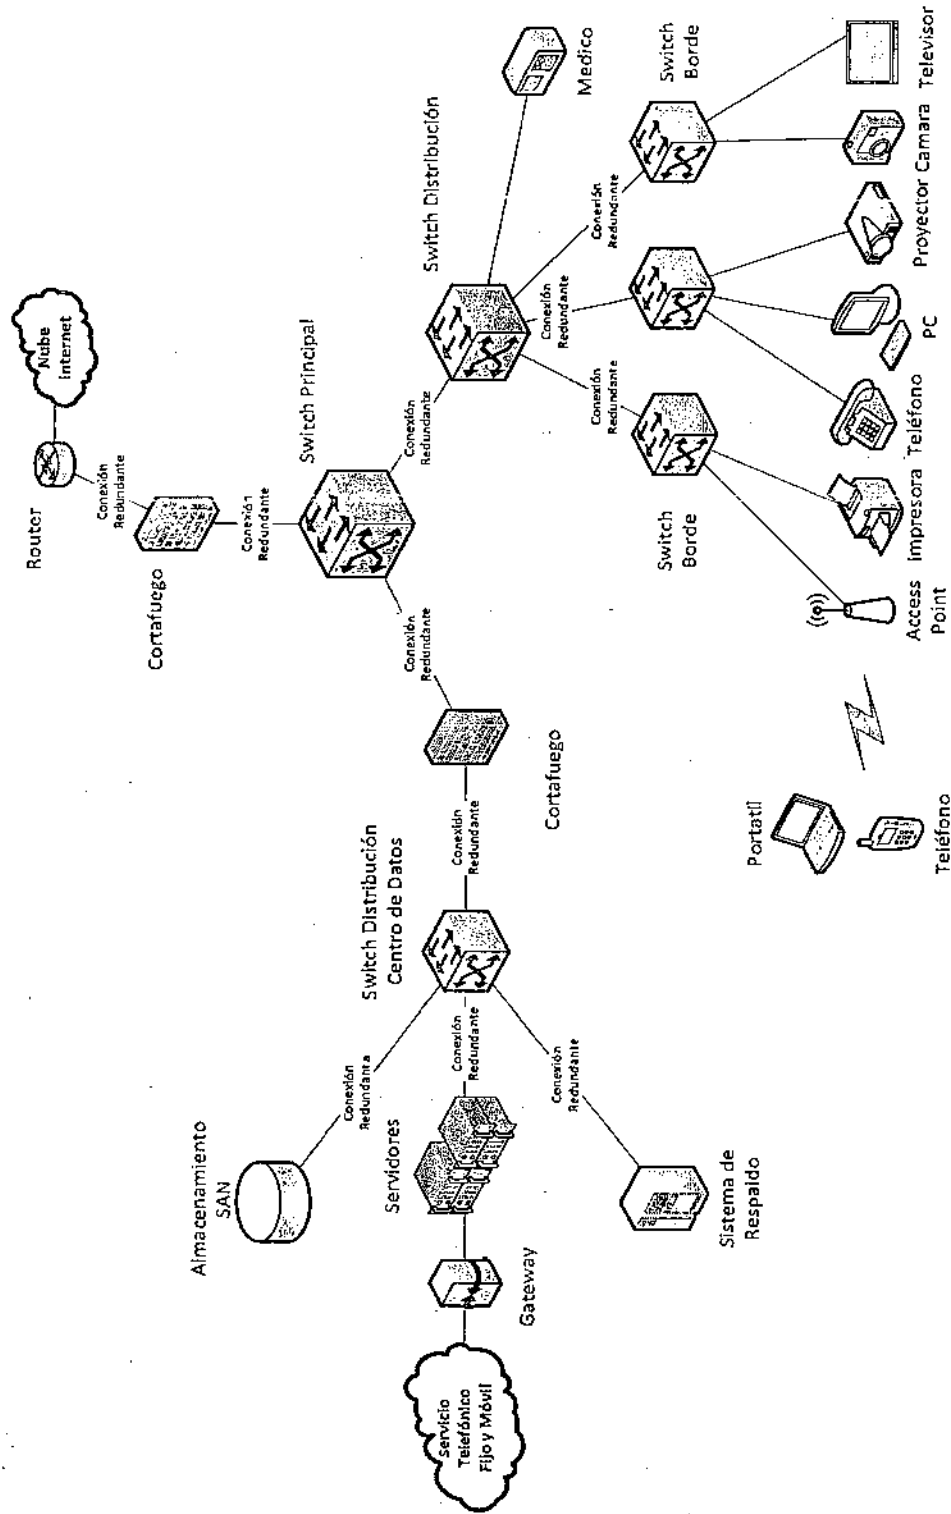 Nube
Internet
Router
Conexión
Redundante
Cortafuego
Conexión
Redundante
Switch Principal
Conexión
Redundante
Switch Distribución
Medico
Conexión
Redundante
Conexión
Redundante
Conexión
Redundante
Switch
Borde
Switch
Borde
Conexión
Redundante
Cortafuego
Conexión
Redundante
Switch Distribución
Centro de Datos
Almacenamiento
SAN
Conexión
Redundanta
Servidores
Conexión
Redundante
Conexión
Redundante
Sistema de
Respaldo
Gateway
Servicio
Telefónico
Fijo y Móvil
Portatil
Teléfono
Access
Point
Impresora
Teléfono
PC
Proyector
Camara
Televisor